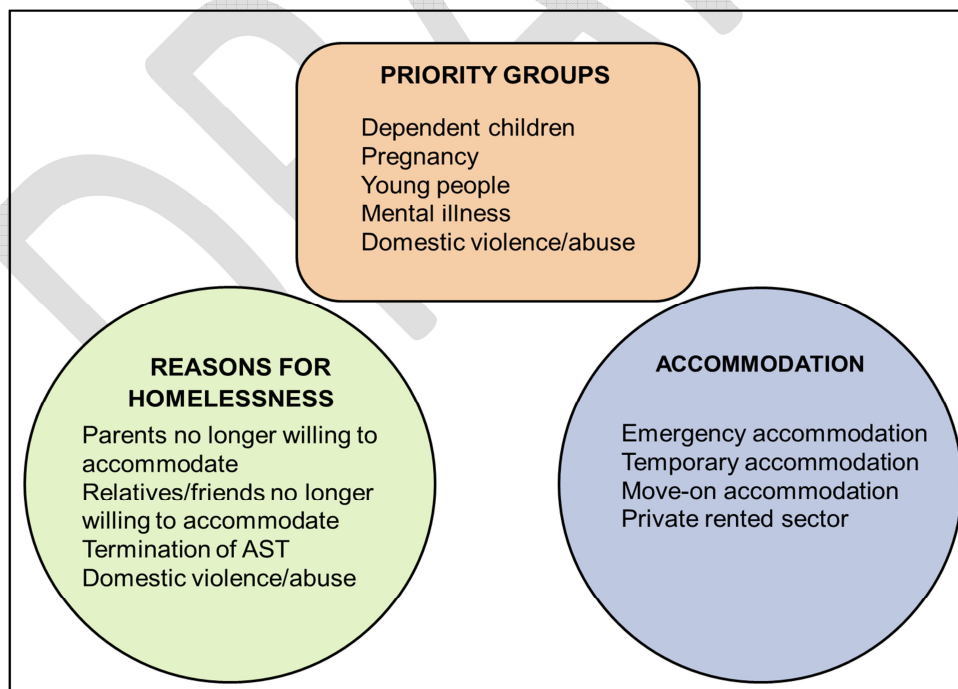 PRIORITY GROUPS
Dependent children
Pregnancy
Young people
Mental illness
Domestic violence/abuse
REASONS FOR
HOMELESSNESS
Parents no longer willing to
accommodate
Relatives/friends no longer
willing to accommodate
Termination of AST
Domestic violence/abuse
ACCOMMODATION
Emergency accommodation
Temporary accommodation
Move-on accommodation
Private rented sector